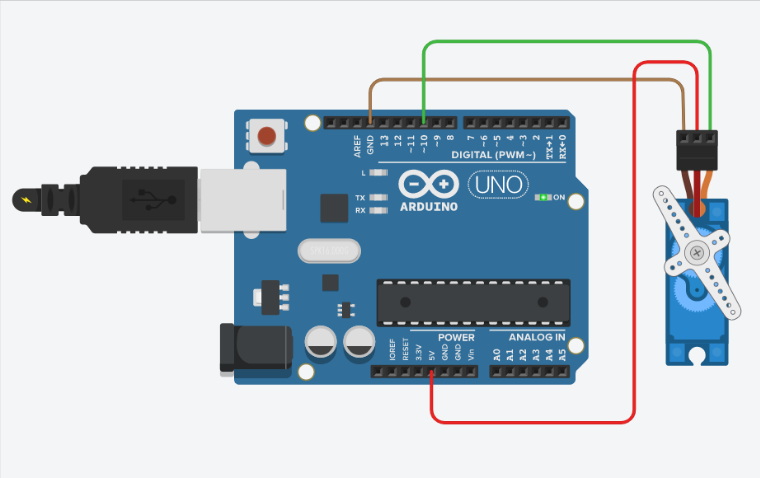 AREF
GND
13
12
~11
~10
~9
8
7
~6
~5
4
~3
2
TX→1
RX←0
DIGITAL (PWM~)
L
TX
RX
ARDUINO
UNO
ON
POWER
ANALOG IN
IOREF
RESET
3.3V
5V
GND
GND
Vin
A0
A1
A2
A3
A4
A5